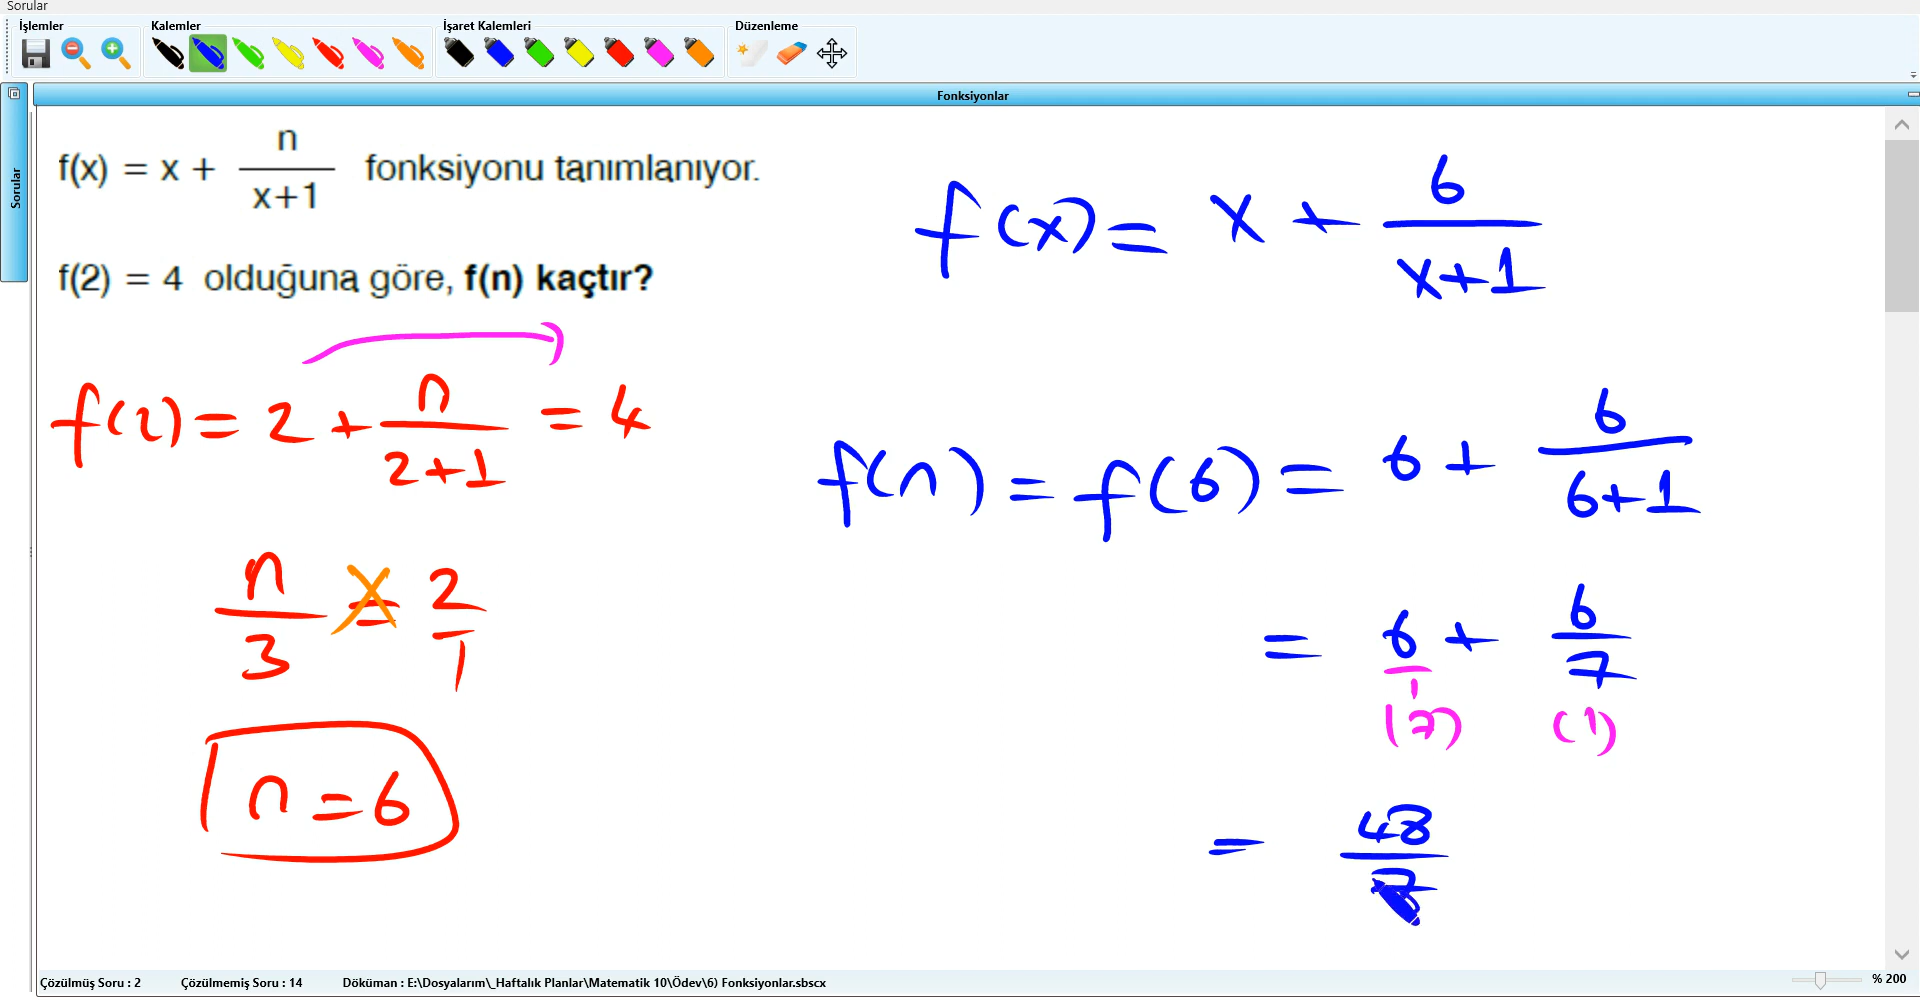 Sorular
İşlemler Kalemler İşaret Kalemleri Düzenleme
Fonksiyonlar
Sorular
f(x) = x + n/(x+1) fonksiyonu tanımlanıyor.
f(2) = 4 olduğuna göre, f(n) kaçtır?
f(2) = 2 + n/(2+1) = 4
n/3 = 2/1
n = 6
f(x) = x + 6/(x+1)
f(n) = f(6) = 6 + 6/(6+1)
= 6/1 + 6/7
(7) (1)
= 48/7
Çözülmüş Soru : 2 Çözülmemiş Soru : 14 Döküman : E:\Dosyalarım\_Haftalık Planlar\Matematik 10\Ödev\6) Fonksiyonlar.sbscx % 200